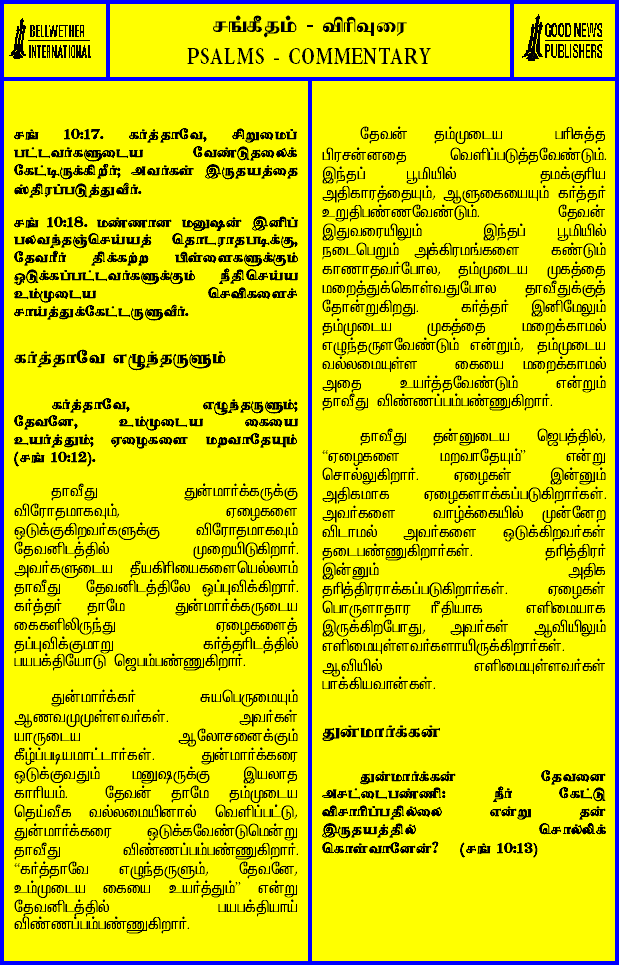 BELLWETHER
INTERNATIONAL
சங்கீதம் - விரிவுரை
PSALMS - COMMENTARY
GOOD NEWS
PUBLISHERS
சங் 10:17. கர்த்தாவே, சிறுமைப்
பட்டவர்களுடைய வேண்டுதலைக்
கேட்டிருக்கிறீர்; அவர்கள் இருதயத்தை
ஸ்திரப்படுத்துவீர்.
சங் 10:18. மண்ணான மனுஷன் இனிப்
பலவந்தஞ்செய்யத் தொடராதபடிக்கு,
தேவரீர் திக்கற்ற பிள்ளைகளுக்கும்
ஒடுக்கப்பட்டவர்களுக்கும் நீதிசெய்ய
உம்முடைய செவிகளைச்
சாய்த்துக்கேட்டருளுவீர்.
கர்த்தாவே எழுந்தருளும்
கர்த்தாவே, எழுந்தருளும்;
தேவனே, உம்முடைய கையை
உயர்த்தும்; ஏழைகளை மறவாதேயும்
(சங் 10:12).
தாவீது துன்மார்க்கருக்கு
விரோதமாகவும், ஏழைகளை
ஒடுக்குகிறவர்களுக்கு விரோதமாகவும்
தேவனிடத்தில் முறையிடுகிறார்.
அவர்களுடைய தீயகிரியைகளையெல்லாம்
தாவீது தேவனிடத்திலே ஒப்புவிக்கிறார்.
கர்த்தர் தாமே துன்மார்க்கருடைய
கைகளிலிருந்து ஏழைகளைத்
தப்புவிக்குமாறு கர்த்தரிடத்தில்
பயபக்தியோடு ஜெபம்பண்ணுகிறார்.
துன்மார்க்கர் சுயபெருமையும்
ஆணவமுமுள்ளவர்கள். அவர்கள்
யாருடைய ஆலோசனைக்கும்
கீழ்ப்படியமாட்டார்கள். துன்மார்க்கரை
ஒடுக்குவதும் மனுஷருக்கு இயலாத
காரியம். தேவன் தாமே தம்முடைய
தெய்வீக வல்லமையினால் வெளிப்பட்டு,
துன்மார்க்கரை ஒடுக்கவேண்டுமென்று
தாவீது விண்ணப்பம்பண்ணுகிறார்.
“கர்த்தாவே எழுந்தருளும், தேவனே,
உம்முடைய கையை உயர்த்தும்” என்று
தேவனிடத்தில் பயபக்தியாய்
விண்ணப்பம்பண்ணுகிறார்.
தேவன் தம்முடைய பரிசுத்த
பிரசன்னதை வெளிப்படுத்தவேண்டும்.
இந்தப் பூமியில் தமக்குரிய
அதிகாரத்தையும், ஆளுகையையும் கர்த்தர்
உறுதிபண்ணவேண்டும். தேவன்
இதுவரையிலும் இந்தப் பூமியில்
நடைபெறும் அக்கிரமங்களை கண்டும்
காணாதவர்போல, தம்முடைய முகத்தை
மறைத்துக்கொள்வதுபோல தாவீதுக்குத்
தோன்றுகிறது. கர்த்தர் இனிமேலும்
தம்முடைய முகத்தை மறைக்காமல்
எழுந்தருளவேண்டும் என்றும், தம்முடைய
வல்லமையுள்ள கையை மறைக்காமல்
அதை உயர்த்தவேண்டும் என்றும்
தாவீது விண்ணப்பம்பண்ணுகிறார்.
தாவீது தன்னுடைய ஜெபத்தில்,
“ஏழைகளை மறவாதேயும்” என்று
சொல்லுகிறார். ஏழைகள் இன்னும்
அதிகமாக ஏழைகளாக்கப்படுகிறார்கள்.
அவர்களை வாழ்க்கையில் முன்னேற
விடாமல் அவர்களை ஒடுக்கிறவர்கள்
தடைபண்ணுகிறார்கள். தரித்திரர்
இன்னும் அதிக
தரித்திரராக்கப்படுகிறார்கள். ஏழைகள்
பொருளாதார ரீதியாக எளிமையாக
இருக்கிறபோது, அவர்கள் ஆவியிலும்
எளிமையுள்ளவர்களாயிருக்கிறார்கள்.
ஆவியில் எளிமையுள்ளவர்கள்
பாக்கியவான்கள்.
துன்மார்க்கன்
துன்மார்க்கன் தேவனை
அசட்டைபண்ணி: நீர் கேட்டு
விசாரிப்பதில்லை என்று தன்
இருதயத்தில் சொல்லிக்
கொள்வானேன்? (சங் 10:13)